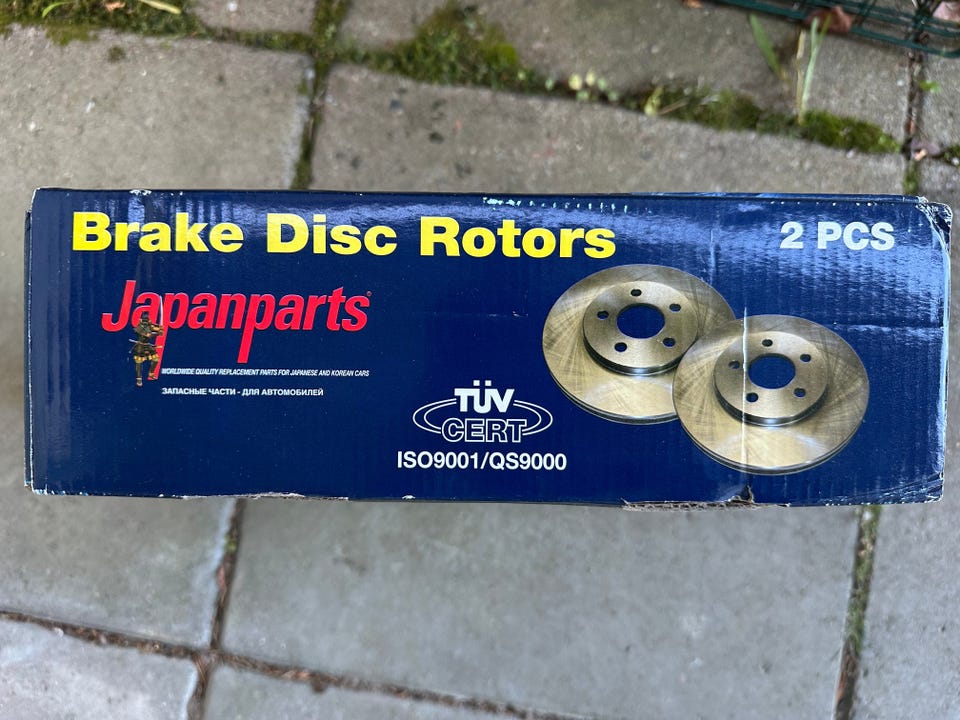 Brake Disc Rotors
2 PCS
Japanparts®
WORLDWIDE QUALITY REPLACEMENT PARTS FOR JAPANESE AND KOREAN CARS
ЗАПАСНЫЕ ЧАСТИ - ДЛЯ АВТОМОБИЛЕЙ
TÜV
CERT
ISO9001/QS9000